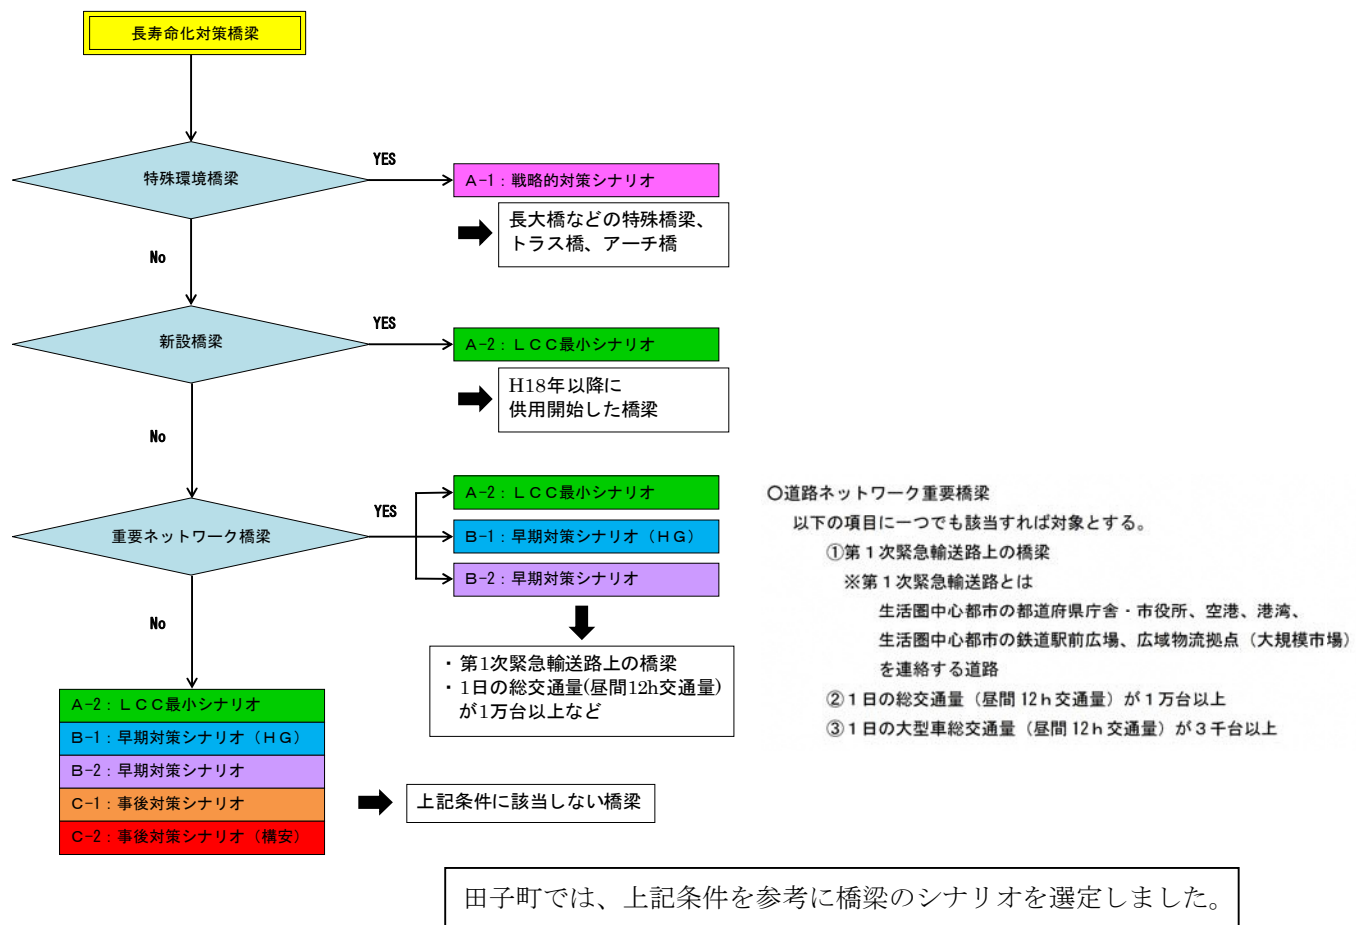 長寿命化対策橋梁
特殊環境橋梁
YES
A-1：戦略的対策シナリオ
長大橋などの特殊橋梁、
トラス橋、アーチ橋
No
新設橋梁
YES
A-2：ＬＣＣ最小シナリオ
H18年以降に
供用開始した橋梁
No
重要ネットワーク橋梁
YES
A-2：ＬＣＣ最小シナリオ
B-1：早期対策シナリオ（ＨＧ）
B-2：早期対策シナリオ
・第1次緊急輸送路上の橋梁
・1日の総交通量(昼間12h交通量)
が1万台以上など
〇道路ネットワーク重要橋梁
以下の項目に一つでも該当すれば対象とする。
①第１次緊急輸送路上の橋梁
※第１次緊急輸送路とは
生活圏中心都市の都道府県庁舎・市役所、空港、港湾、
生活圏中心都市の鉄道駅前広場、広域物流拠点（大規模市場）
を連絡する道路
②１日の総交通量（昼間 12ｈ交通量）が１万台以上
③１日の大型車総交通量（昼間 12ｈ交通量）が３千台以上
No
A-2：ＬＣＣ最小シナリオ
B-1：早期対策シナリオ（ＨＧ）
B-2：早期対策シナリオ
C-1：事後対策シナリオ
C-2：事後対策シナリオ（構安）
上記条件に該当しない橋梁
田子町では、上記条件を参考に橋梁のシナリオを選定しました。